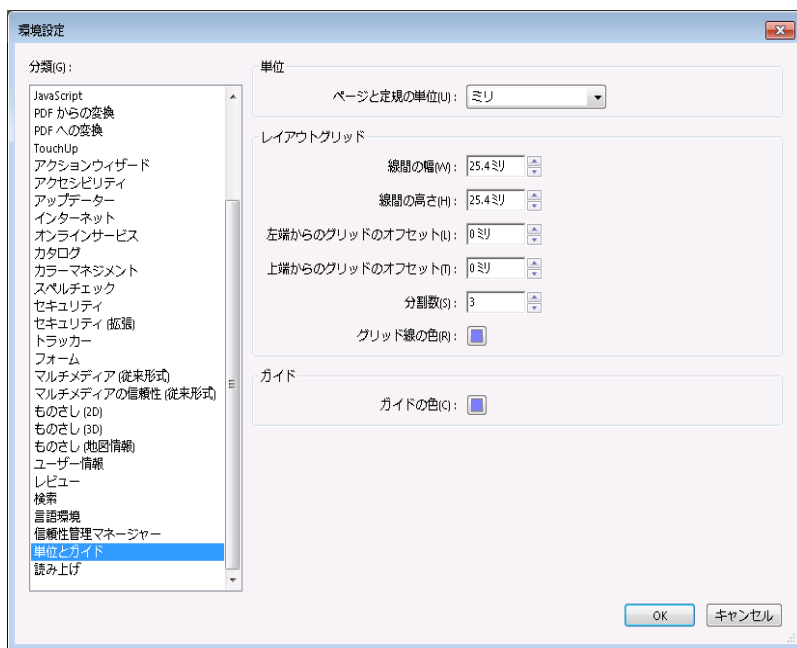 環境設定
分類(G):
JavaScript
PDF からの変換
PDF への変換
TouchUp
アクションウィザード
アクセシビリティ
アップデーター
インターネット
オンラインサービス
カタログ
カラーマネジメント
スペルチェック
セキュリティ
セキュリティ (拡張)
トラッカー
フォーム
マルチメディア (従来形式)
マルチメディアの信頼性 (従来形式)
ものさし (2D)
ものさし (3D)
ものさし (地図情報)
ユーザー情報
レビュー
検索
言語環境
信頼性管理マネージャー
単位とガイド
読み上げ
単位
ページと定規の単位(U): ミリ
レイアウトグリッド
線間の幅(W): 25.4 ミリ
線間の高さ(H): 25.4 ミリ
左端からのグリッドのオフセット(L): 0 ミリ
上端からのグリッドのオフセット(T): 0 ミリ
分割数(S): 3
グリッド線の色(R):
ガイド
ガイドの色(C):
OK キャンセル